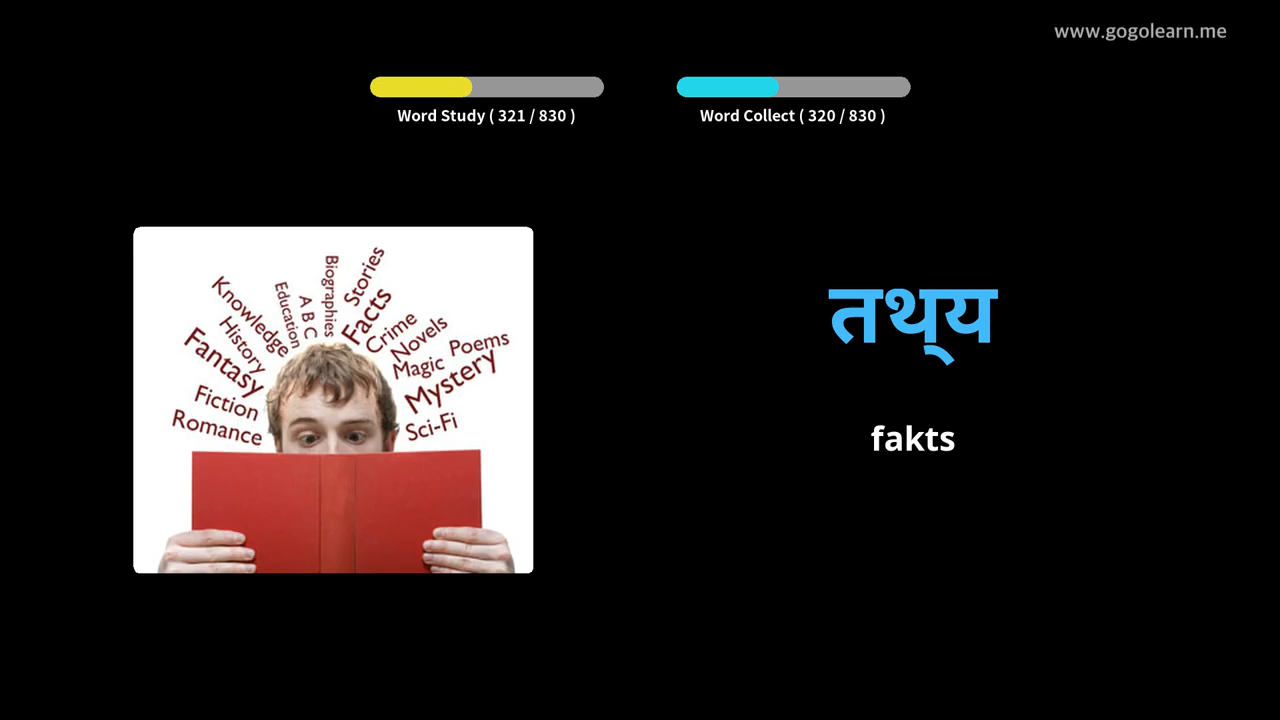 www.gogolearn.me
Word Study ( 321 / 830 )
Word Collect ( 320 / 830 )
Stories
Biographies
Facts
Education
A B C
Knowledge
Crime
History
Novels
Poems
Fantasy
Magic
Mystery
Fiction
Romance
Sci-Fi
तथ्‌य
fakts